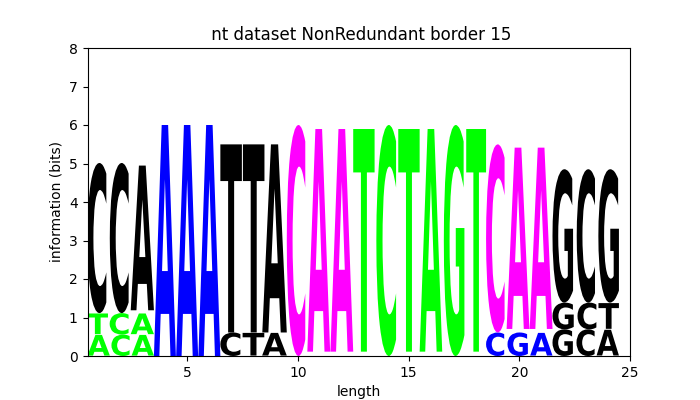 nt dataset NonRedundant border 15
8
7
6
5
4
3
2
1
0
information (bits)
CCAAAATTACAATCTAGTCAAGCG
TCA GCT
ACA CTA CGA GCA
5 10 15 20 25
length